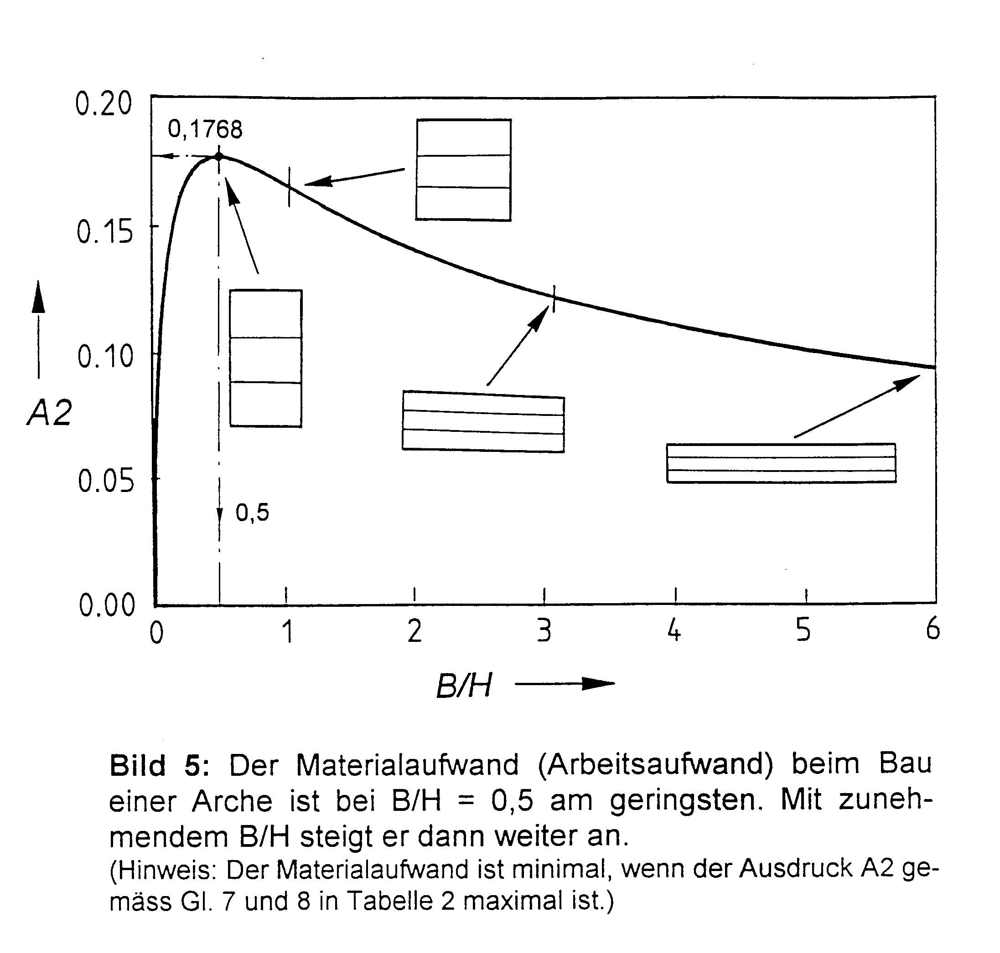 0.20
0,1768
0.15
0.10
A2
0.05
0,5
0.00
0 1 2 3 4 5 6
B/H
Bild 5: Der Materialaufwand (Arbeitsaufwand) beim Bau
einer Arche ist bei B/H = 0,5 am geringsten. Mit zuneh-
mendem B/H steigt er dann weiter an.
(Hinweis: Der Materialaufwand ist minimal, wenn der Ausdruck A2 ge-
mäss Gl. 7 und 8 in Tabelle 2 maximal ist.)